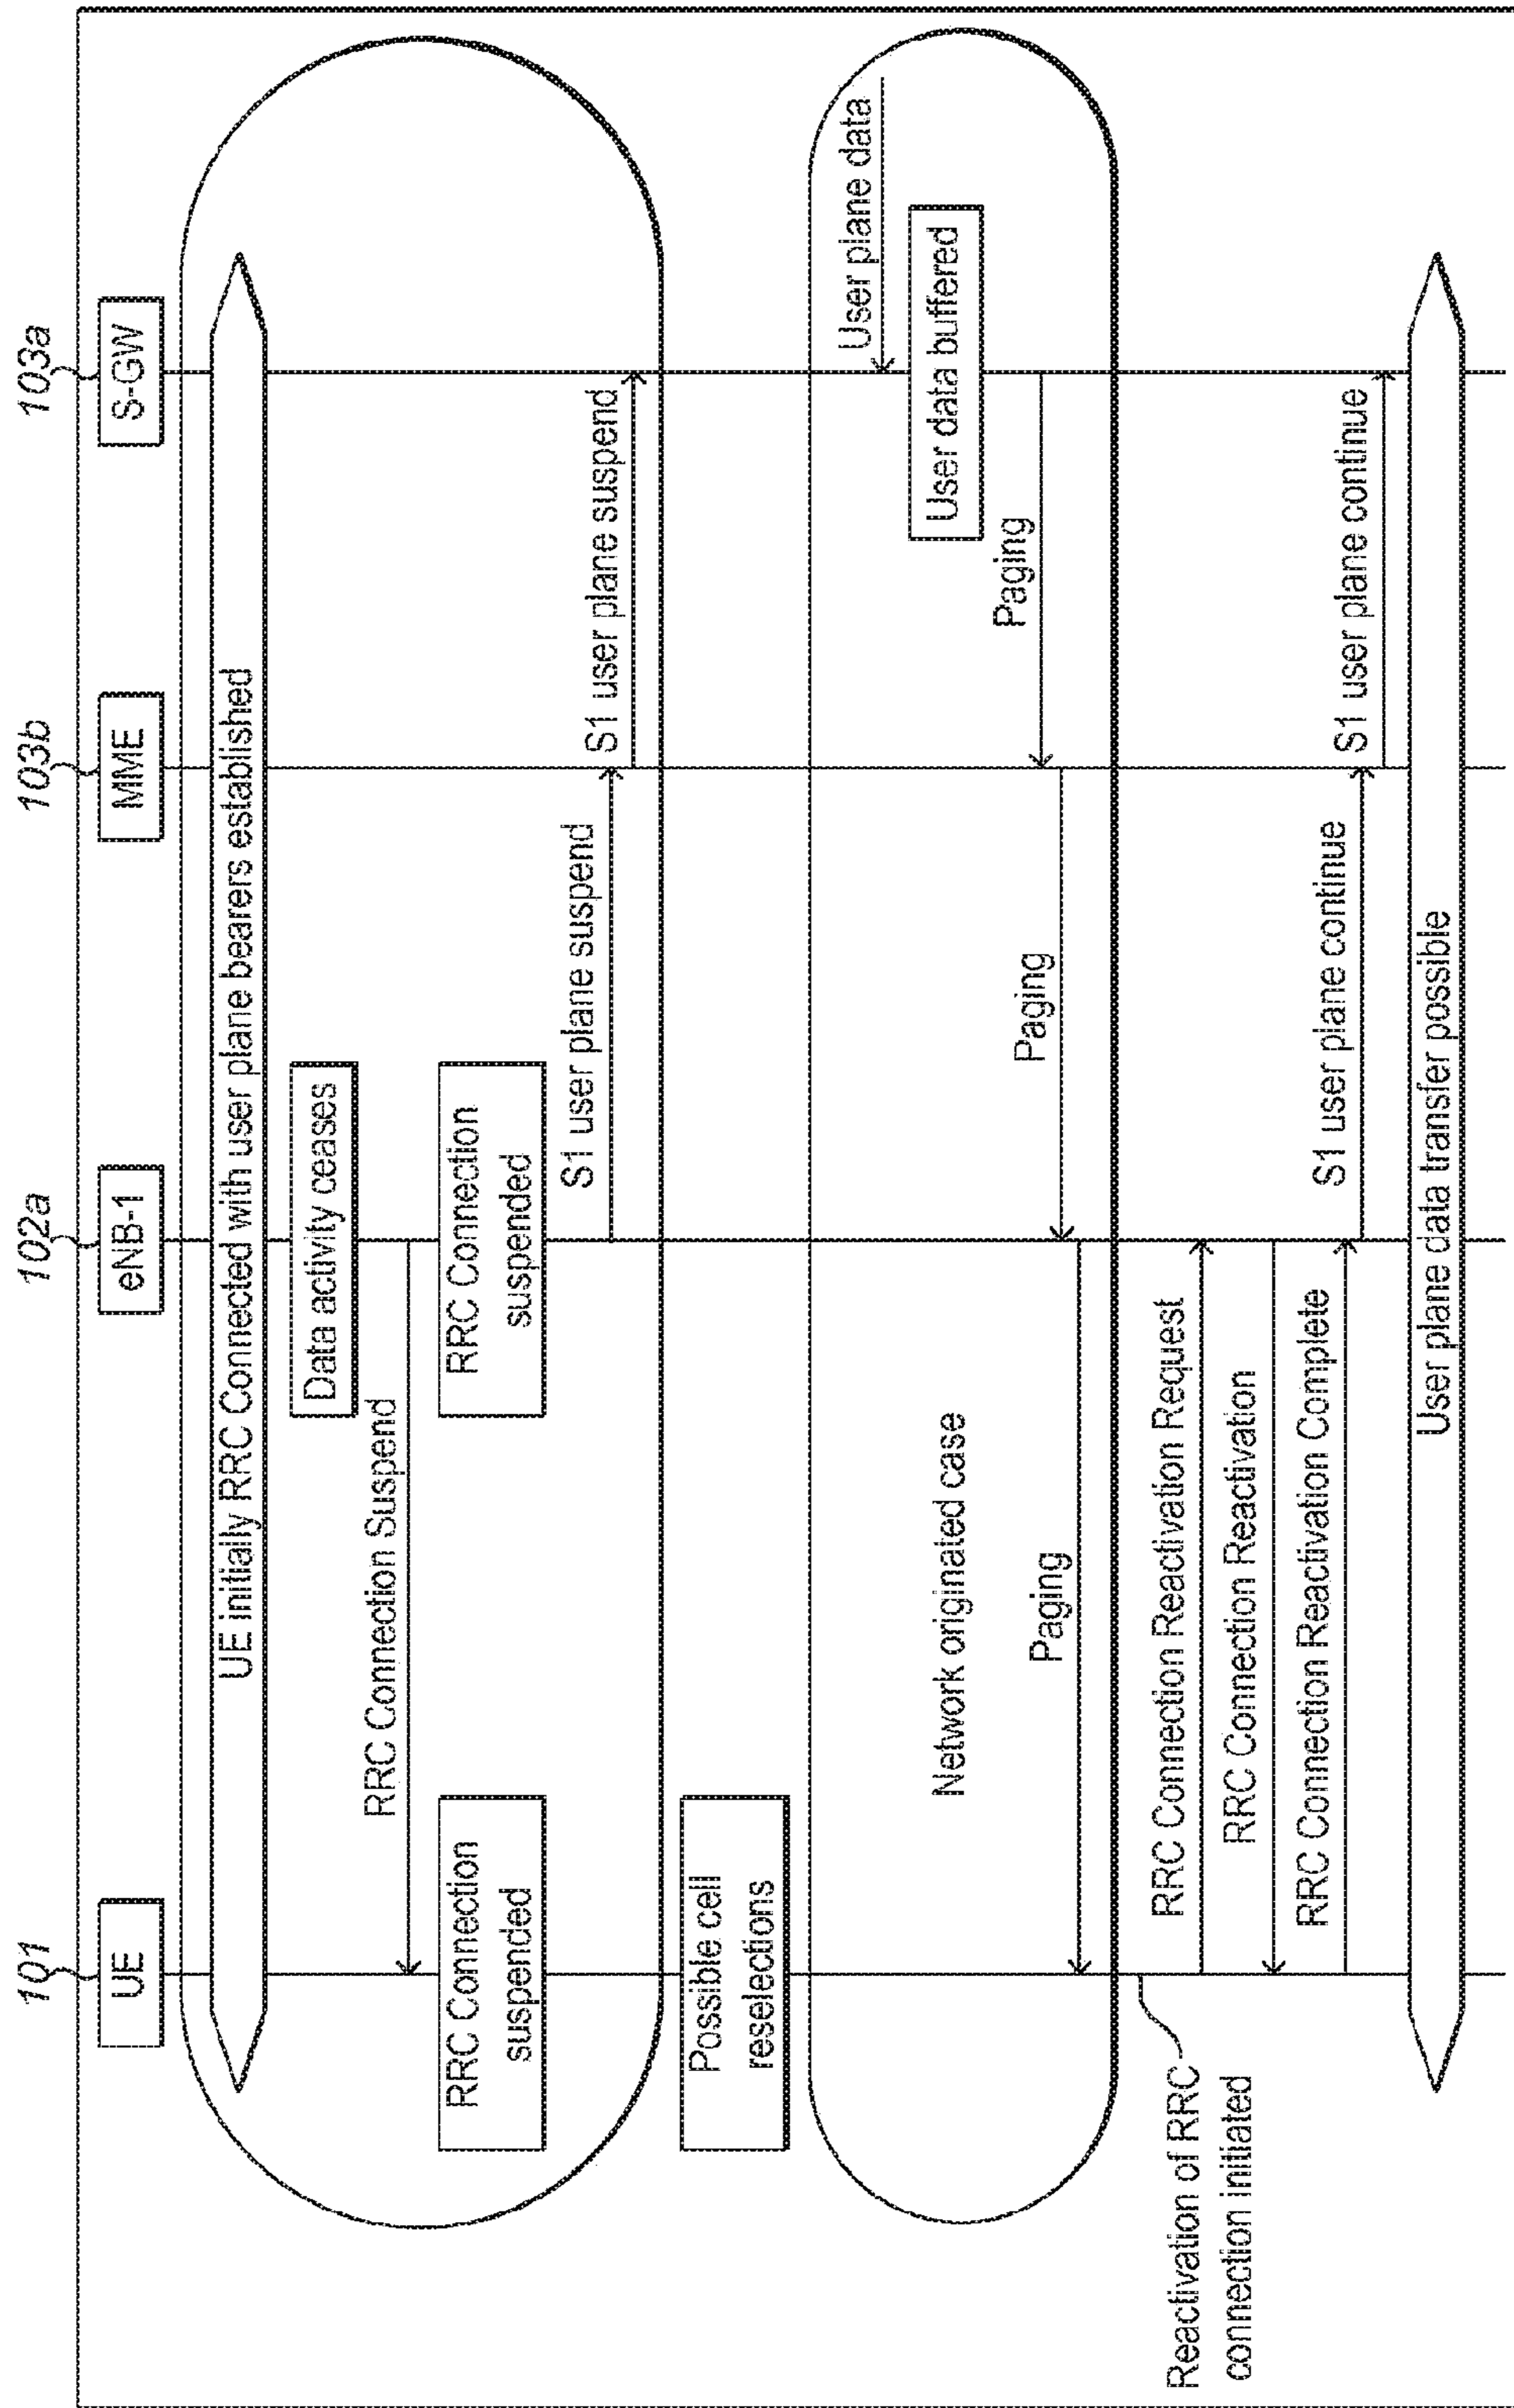 101
102a
103b
103a
UE
eNB-1
MME
S-GW
UE initially RRC Connected with user plane bearers established
Data activity ceases
RRC Connection Suspend
RRC Connection
suspended
RRC Connection
suspended
S1 user plane suspend
S1 user plane suspend
Possible cell
reselections
User plane data
Network originated case
User data buffered
Paging
Paging
Paging
Reactivation of RRC
connection initiated
RRC Connection Reactivation Request
RRC Connection Reactivation
RRC Connection Reactivation Complete
S1 user plane continue
S1 user plane continue
User plane data transfer possible